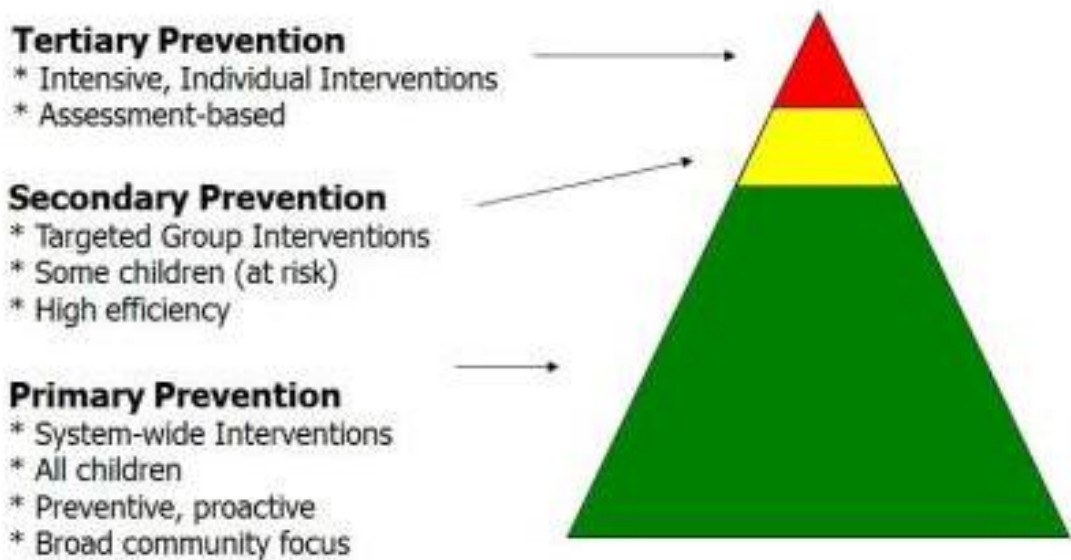 Tertiary Prevention
* Intensive, Individual Interventions
* Assessment-based
Secondary Prevention
* Targeted Group Interventions
* Some children (at risk)
* High efficiency
Primary Prevention
* System-wide Interventions
* All children
* Preventive, proactive
* Broad community focus